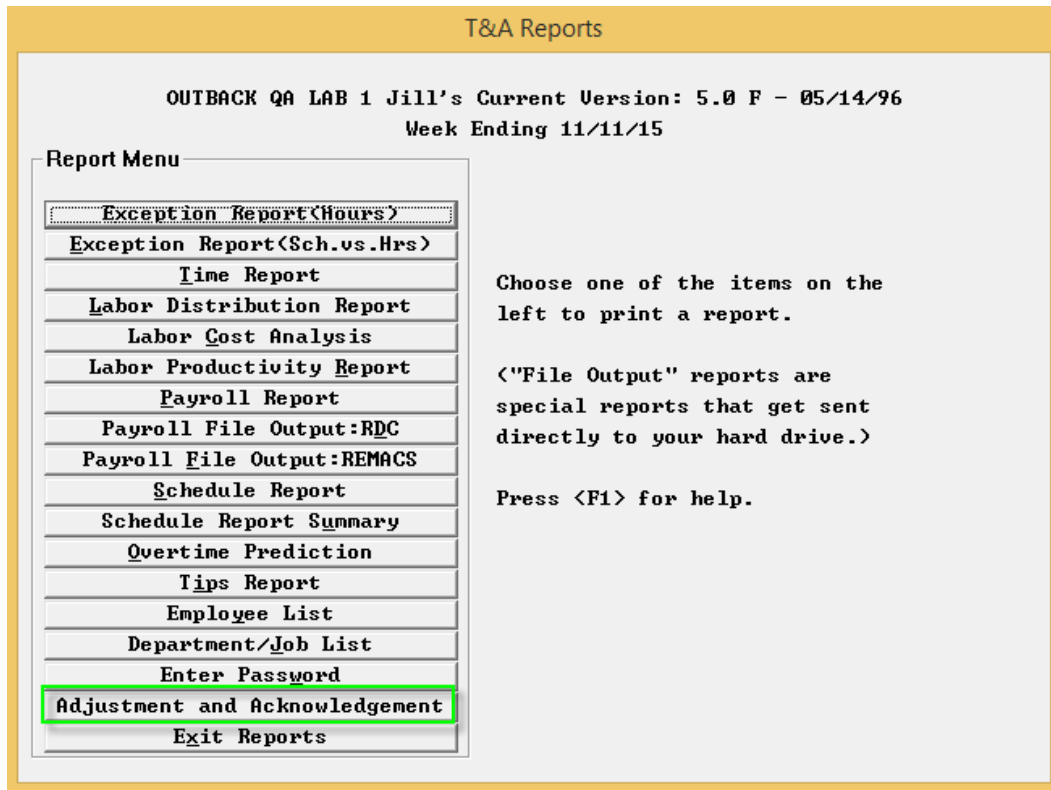 T&A Reports
OUTBACK QA LAB 1 Jill's Current Version: 5.0 F - 05/14/96
Week Ending 11/11/15
Report Menu
Exception Report(Hours)
Exception Report(Sch.vs.Hrs)
Time Report
Labor Distribution Report
Labor Cost Analysis
Labor Productivity Report
Payroll Report
Payroll File Output:RDC
Payroll File Output:REMACS
Schedule Report
Schedule Report Summary
Overtime Prediction
Tips Report
Employee List
Department/Job List
Enter Password
Adjustment and Acknowledgement
Exit Reports
Choose one of the items on the
left to print a report.
("File Output" reports are
special reports that get sent
directly to your hard drive.)
Press <F1> for help.